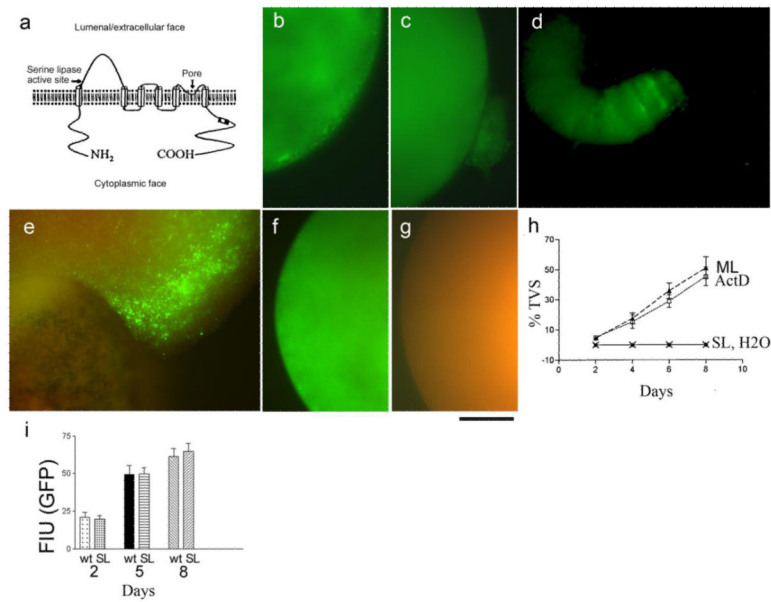 a
Lumenal/extracellular face
Serine lipase
active site
Pore
NH2
COOH
Cytoplasmic face
b
c
d
e
f
g
h
% TVS
70
50
30
10
-10
ML
ActD
SL, H2O
0 2 4 6 8 10
Days
i
FIU (GFP)
75
50
25
0
wt SL wt SL wt SL
2 5 8
Days